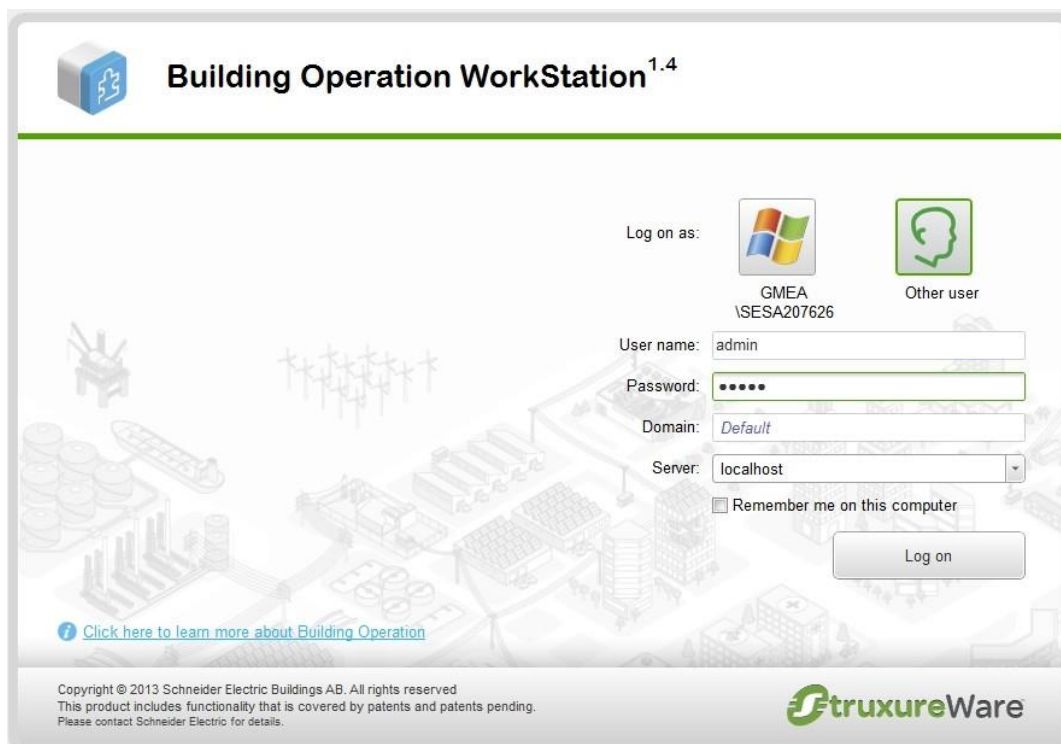 Building Operation WorkStation1.4
Log on as:
GMEA
\SESA207626
Other user
User name: admin
Password: •••••
Domain: Default
Server: localhost
Remember me on this computer
Log on
Click here to learn more about Building Operation
Copyright © 2013 Schneider Electric Buildings AB. All rights reserved
This product includes functionality that is covered by patents and patents pending.
Please contact Schneider Electric for details.
StruxureWare